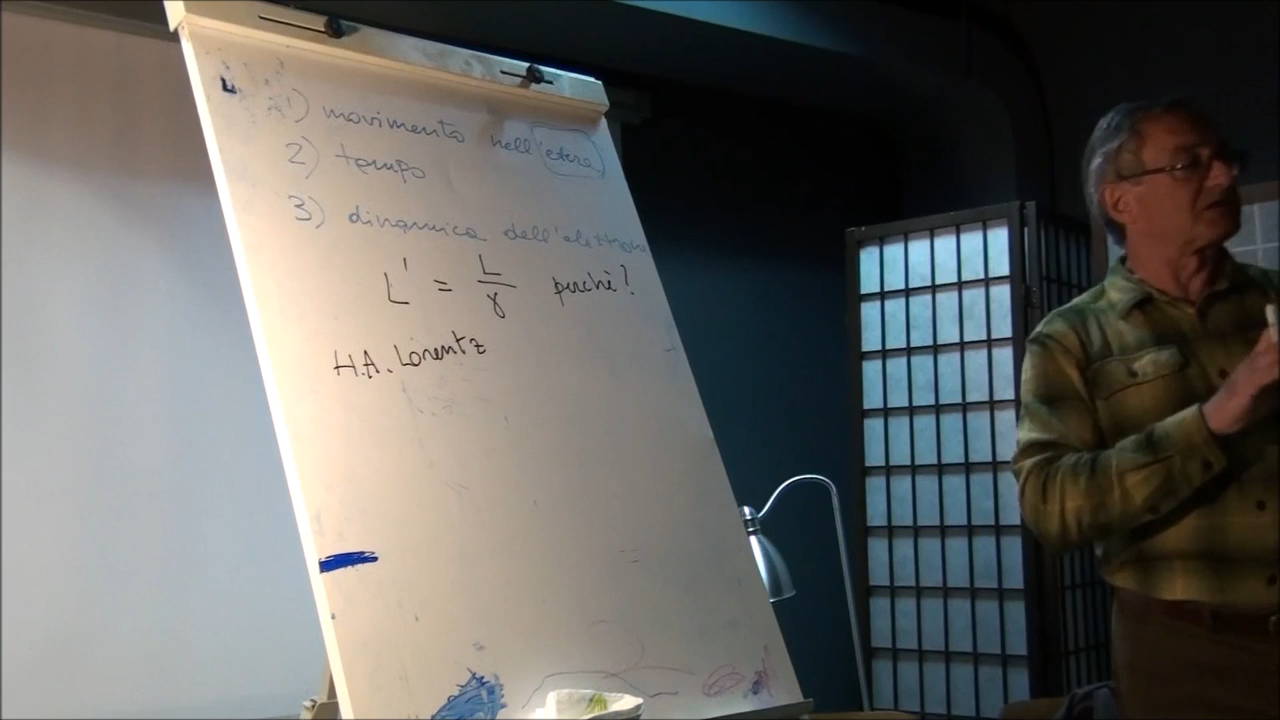 1) movimento nell'etere
2) tempo
3) dinamica dell'elettrone
L' = L/γ perchè?
H.A. Lorentz